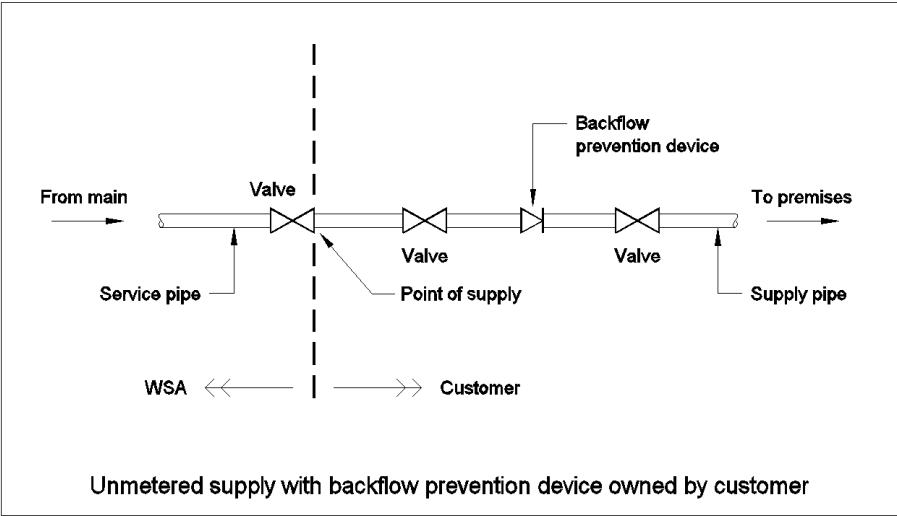 Backflow
prevention device
From main
Valve
To premises
Valve
Valve
Service pipe
Point of supply
Supply pipe
WSA
Customer
Unmetered supply with backflow prevention device owned by customer